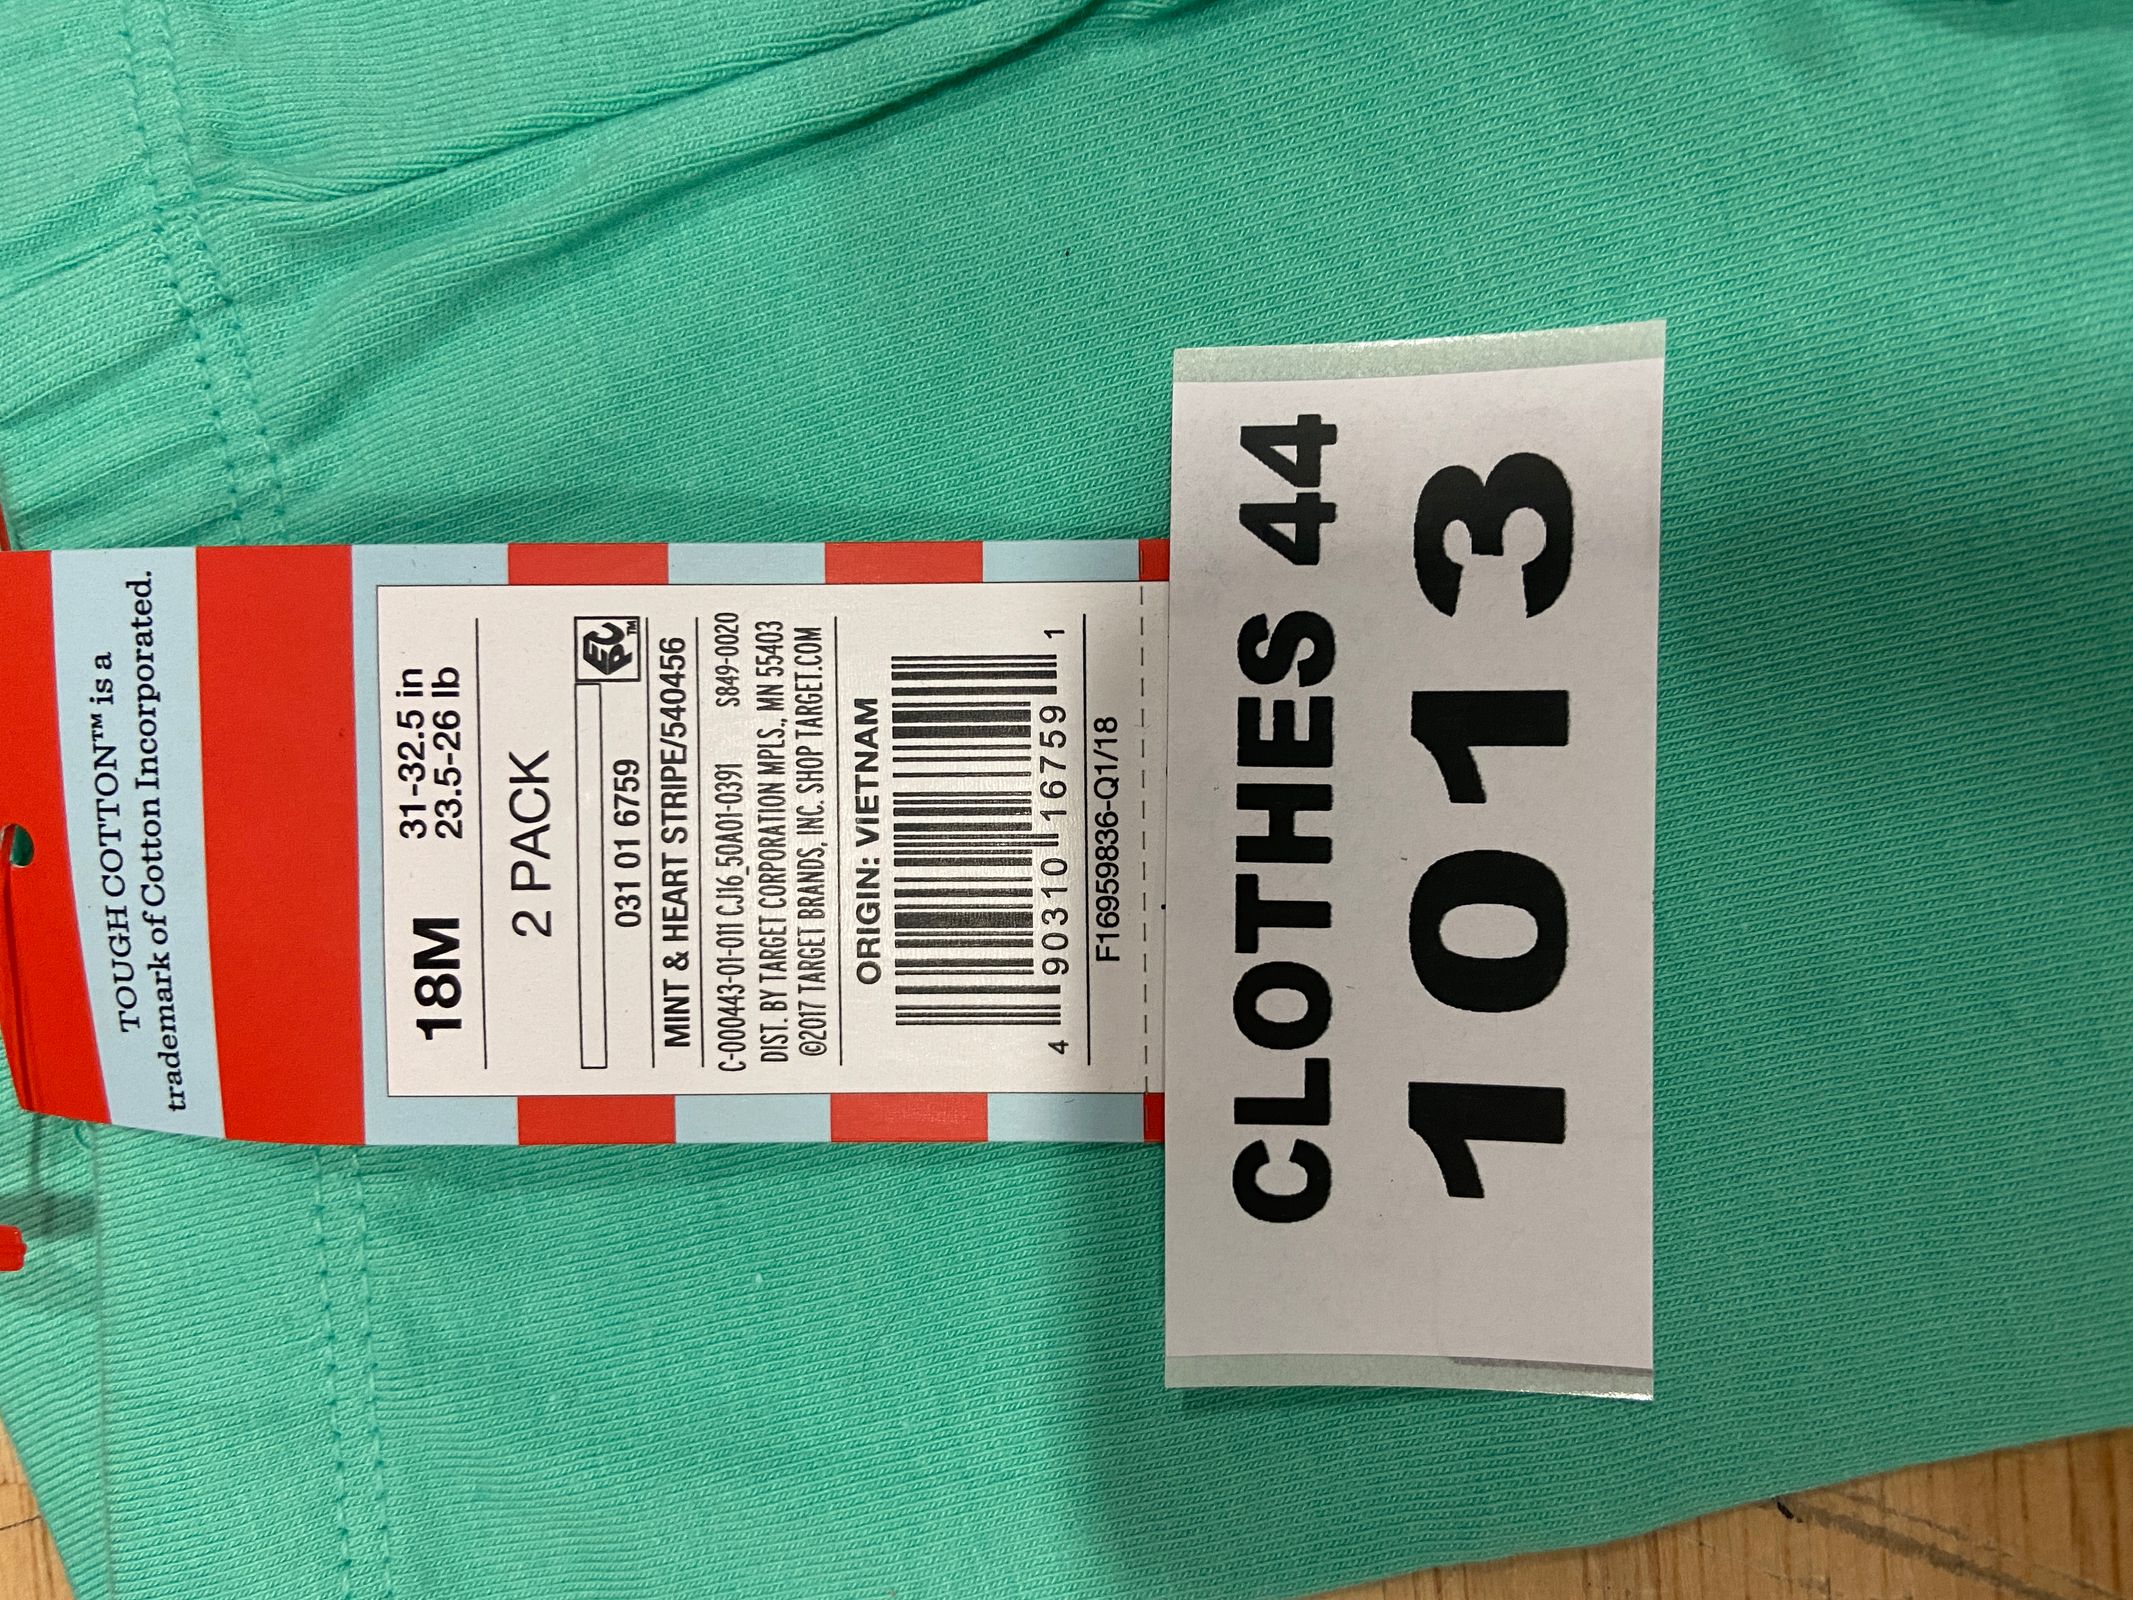 TOUGH COTTON™ is a
trademark of Cotton Incorporated.
18M 31-32.5 in
23.5-26 lb
2 PACK
EPC™
031 01 6759
MINT & HEART STRIPE/540456
C-000443-01-011 CJ16_50A01-0391 S849-0020
DIST. BY TARGET CORPORATION MPLS., MN 55403
©2017 TARGET BRANDS, INC. SHOP TARGET.COM
ORIGIN: VIETNAM
4 90310 16759 1
F16959836-Q1/18
CLOTHES 44
1013